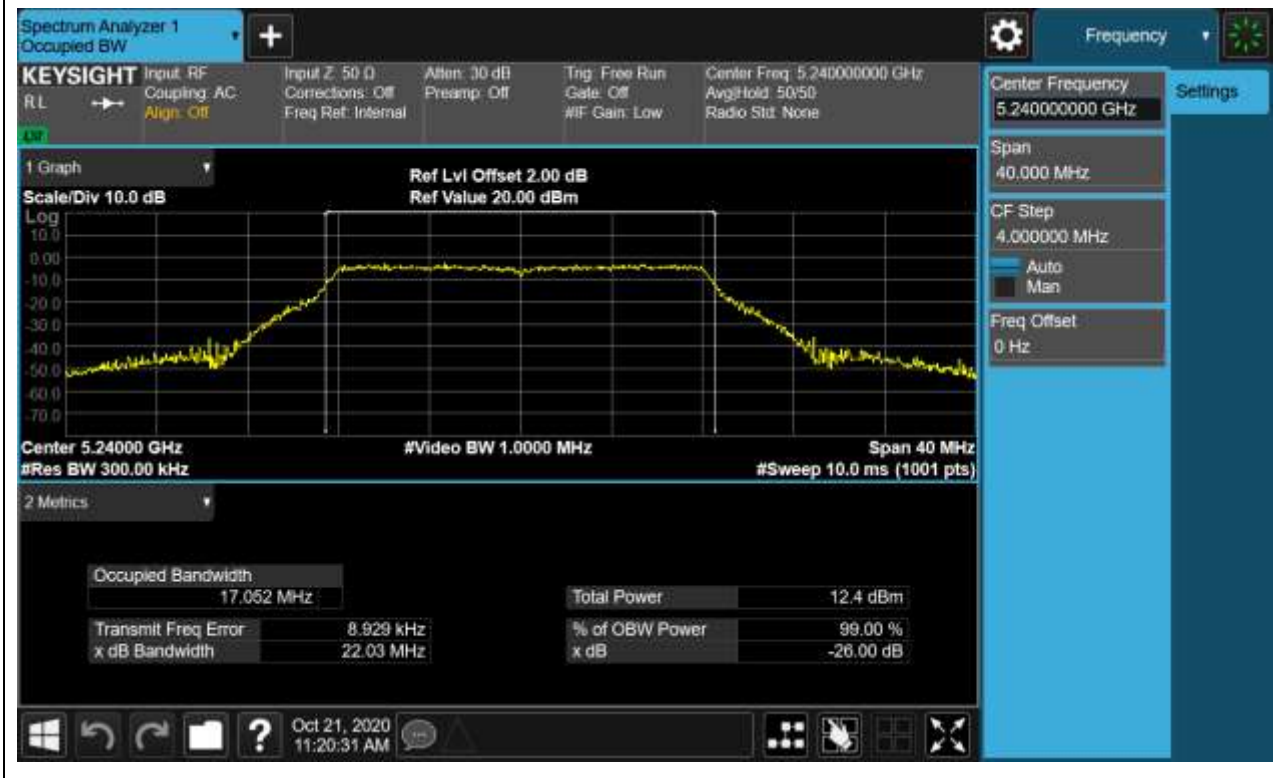 Spectrum Analyzer 1
Occupied BW
Frequency
KEYSIGHT
RL
Input: RF
Coupling: AC
Align: Off
Input Z: 50 Ω
Corrections: Off
Freq Ref: Internal
Atten: 30 dB
Preamp: Off
Trig: Free Run
Gate: Off
#IF Gain: Low
Center Freq: 5.240000000 GHz
Avg|Hold: 50/50
Radio Std: None
Center Frequency
5.240000000 GHz
Settings
Span
40.000 MHz
CF Step
4.000000 MHz
Auto
Man
Freq Offset
0 Hz
1 Graph
Scale/Div 10.0 dB
Ref Lvl Offset 2.00 dB
Ref Value 20.00 dBm
Log
10.0
0.00
-10.0
-20.0
-30.0
-40.0
-50.0
-60.0
-70.0
Center 5.24000 GHz
#Video BW 1.0000 MHz
Span 40 MHz
#Res BW 300.00 kHz
#Sweep 10.0 ms (1001 pts)
2 Metrics
Occupied Bandwidth
17.052 MHz
Total Power 12.4 dBm
Transmit Freq Error 8.929 kHz
% of OBW Power 99.00 %
x dB Bandwidth 22.03 MHz
x dB -26.00 dB
?
Oct 21, 2020
11:20:31 AM